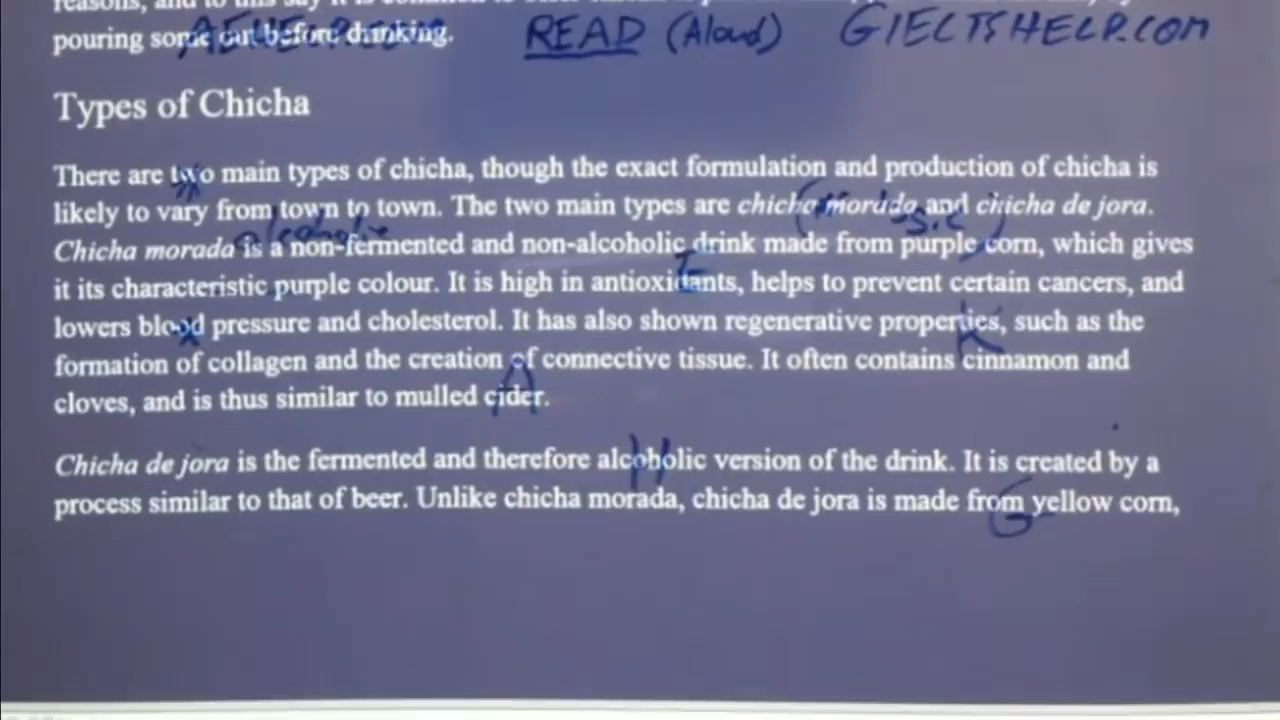 pouring some out before drinking.
READ (Aloud) GIELTSHELP.COM
Types of Chicha
There are two main types of chicha, though the exact formulation and production of chicha is
likely to vary from town to town. The two main types are chicha morada and chicha de jora.
alcoholic
Chicha morada is a non-fermented and non-alcoholic drink made from purple corn, which gives
it its characteristic purple colour. It is high in antioxidants, helps to prevent certain cancers, and
lowers blood pressure and cholesterol. It has also shown regenerative properties, such as the
K
formation of collagen and the creation of connective tissue. It often contains cinnamon and
A
cloves, and is thus similar to mulled cider.
H
Chicha de jora is the fermented and therefore alcoholic version of the drink. It is created by a
process similar to that of beer. Unlike chicha morada, chicha de jora is made from yellow corn,
G